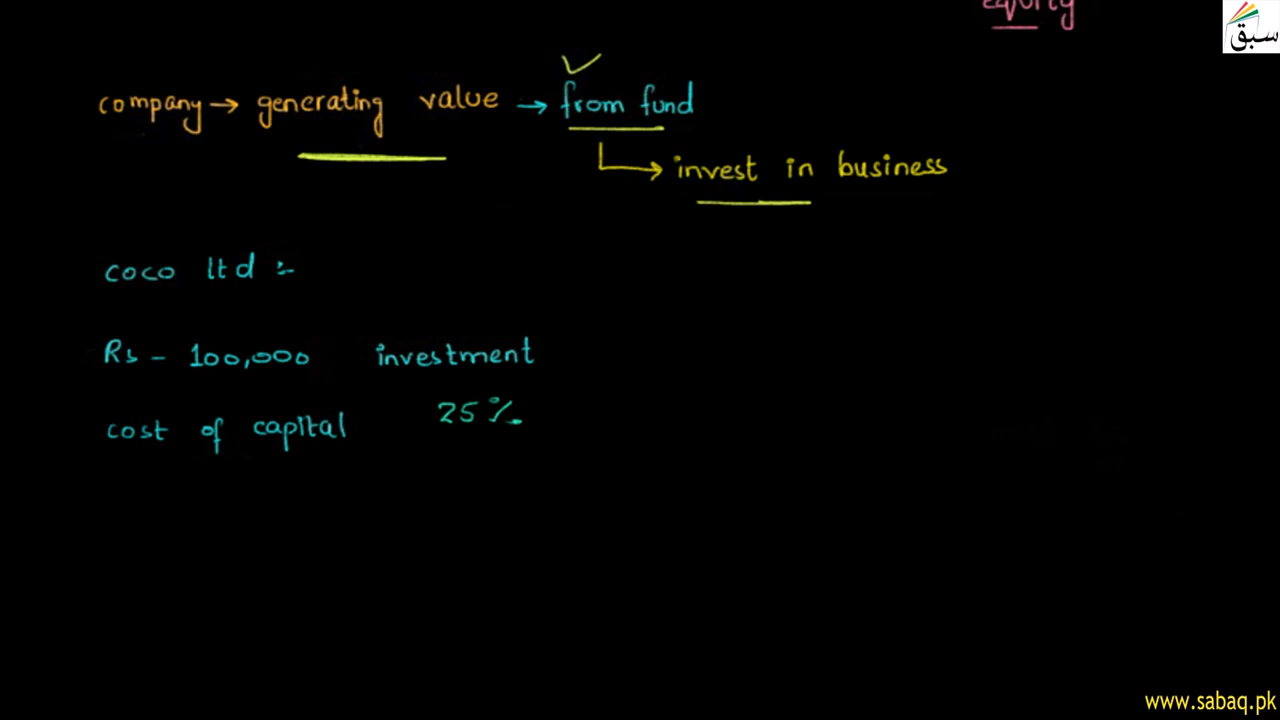 equity
سبق
company → generating value → from fund
→ invest in business
coco ltd :-
Rs - 100,000 investment
cost of capital 25%
www.sabaq.pk